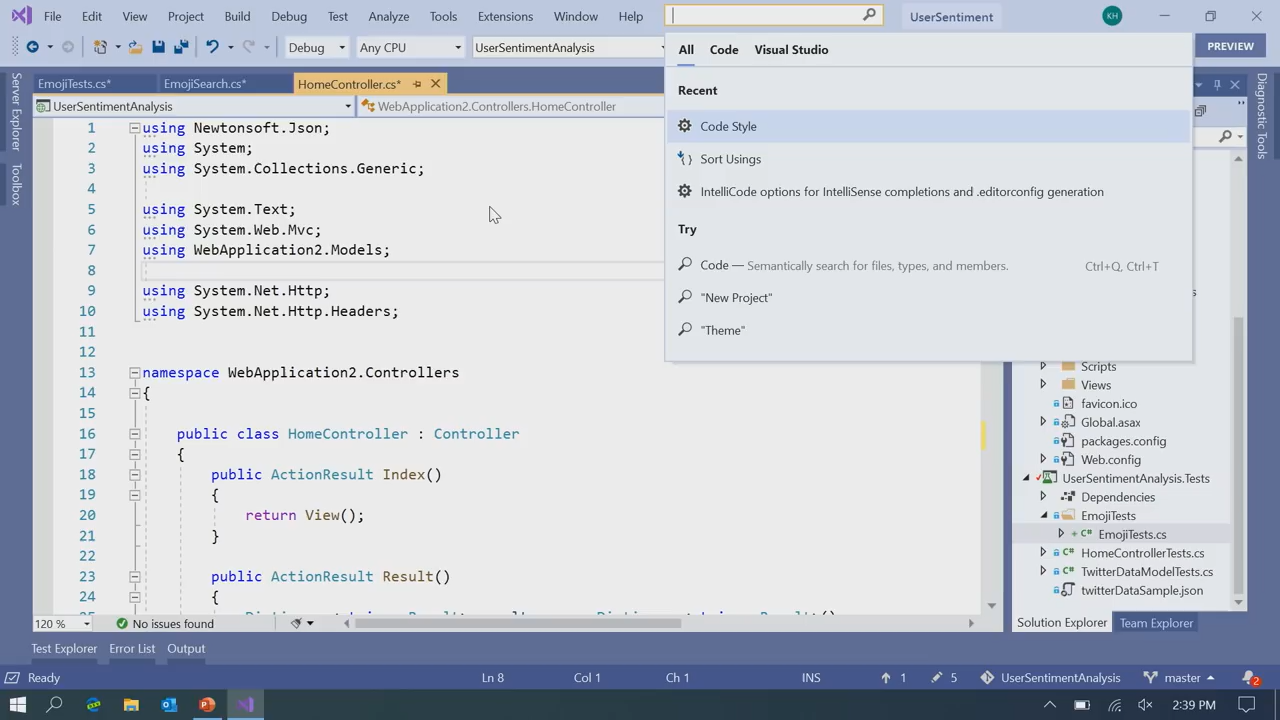 File Edit View Project Build Debug Test Analyze Tools Extensions Window Help UserSentiment KH
Debug Any CPU UserSentimentAnalysis PREVIEW
All Code Visual Studio
EmojiTests.cs* EmojiSearch.cs* HomeController.cs*
UserSentimentAnalysis WebApplication2.Controllers.HomeController
Server Explorer
Toolbox
Diagnostic Tools
Recent
Code Style
Sort Usings
IntelliCode options for IntelliSense completions and .editorconfig generation
Try
Code — Semantically search for files, types, and members. Ctrl+Q, Ctrl+T
"New Project"
"Theme"
1 using Newtonsoft.Json;
2 using System;
3 using System.Collections.Generic;
4
5 using System.Text;
6 using System.Web.Mvc;
7 using WebApplication2.Models;
8
9 using System.Net.Http;
10 using System.Net.Http.Headers;
11
12
13 namespace WebApplication2.Controllers
14 {
15
16 public class HomeController : Controller
17 {
18 public ActionResult Index()
19 {
20 return View();
21 }
22
23 public ActionResult Result()
24 {
Scripts
Views
favicon.ico
Global.asax
packages.config
Web.config
UserSentimentAnalysis.Tests
Dependencies
EmojiTests
EmojiTests.cs
HomeControllerTests.cs
TwitterDataModelTests.cs
twitterDataSample.json
120 % No issues found
Solution Explorer Team Explorer
Test Explorer Error List Output
Ready Ln 8 Col 1 Ch 1 INS 1 5 UserSentimentAnalysis master 2
2:39 PM